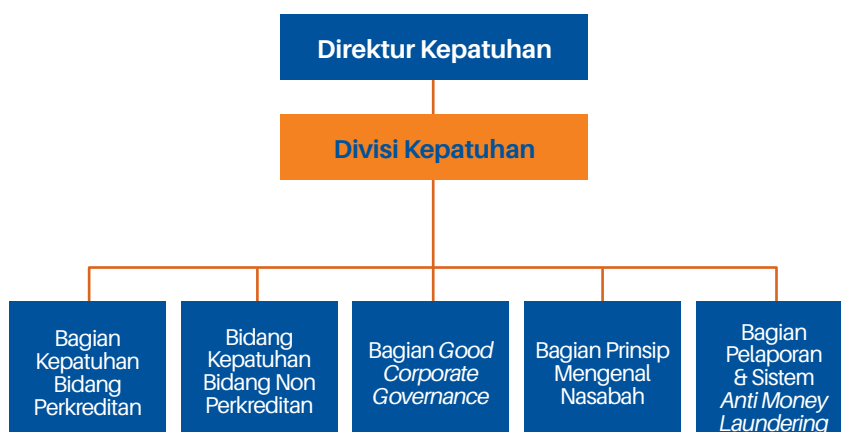 Direktur Kepatuhan
Divisi Kepatuhan
Bagian
Kepatuhan
Bidang
Perkreditan
Bidang
Kepatuhan
Bidang Non
Perkreditan
Bagian Good
Corporate
Governance
Bagian Prinsip
Mengenal
Nasabah
Bagian
Pelaporan
& Sistem
Anti Money
Laundering